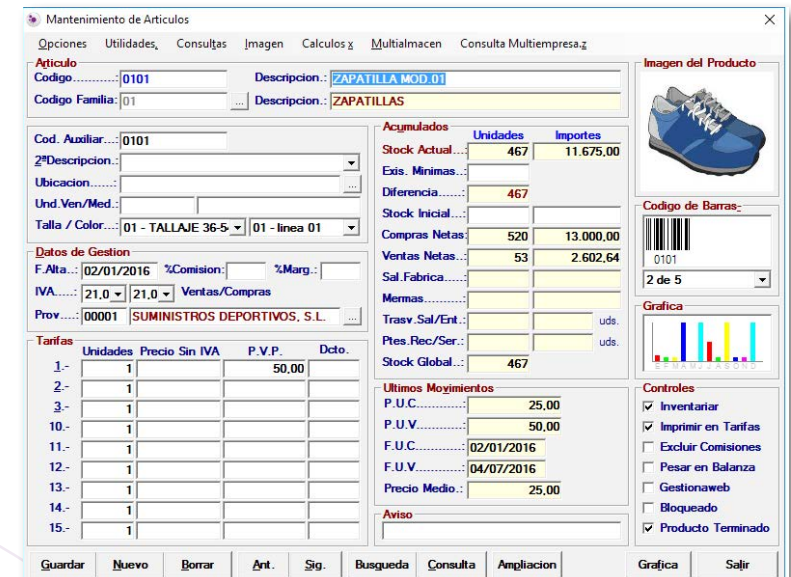 Mantenimiento de Articulos
Opciones Utilidades, Consultas Imagen Calculos x Multialmacen Consulta Multiempresa.z
Articulo
Codigo...........: 0101 Descripcion.: ZAPATILLA MOD.01
Codigo Familia: 01 ... Descripcion.: ZAPATILLAS
Imagen del Producto
Cod. Auxiliar...: 0101
2ªDescripcion.:
Ubicacion......: ...
Und.Ven/Med.:
Talla / Color...: 01 - TALLAJE 36-5 01 - linea 01
Datos de Gestion
F.Alta..: 02/01/2016 %Comision: %Marg.:
IVA.....: 21,0 21,0 Ventas/Compras
Prov....: 00001 SUMINISTROS DEPORTIVOS, S.L. ...
Tarifas
Unidades Precio Sin IVA P.V.P. Dcto.
1.- 1 50,00
2.- 1
3.- 1
10.- 1
11.- 1
12.- 1
13.- 1
14.- 1
15.- 1
Acumulados
Unidades Importes
Stock Actual...: 467 11.675,00
Exis. Minimas..:
Diferencia......: 467
Stock Inicial...:
Compras Netas: 520 13.000,00
Ventas Netas..: 53 2.602,64
Sal.Fabrica.....:
Mermas..........:
Trasv.Sal/Ent.: uds.
Ptes.Rec/Ser.: uds.
Stock Global..: 467
Ultimos Movimientos
P.U.C............: 25,00
P.U.V............: 50,00
F.U.C............: 02/01/2016
F.U.V............: 04/07/2016
Precio Medio.: 25,00
Aviso
Codigo de Barras_
0101
2 de 5
Grafica
E F M A M J J A S O N D
Controles
Inventariar
Imprimir en Tarifas
Excluir Comisiones
Pesar en Balanza
Gestionaweb
Bloqueado
Producto Terminado
Guardar Nuevo Borrar Ant. Sig. Busqueda Consulta Ampliacion Grafica Salir